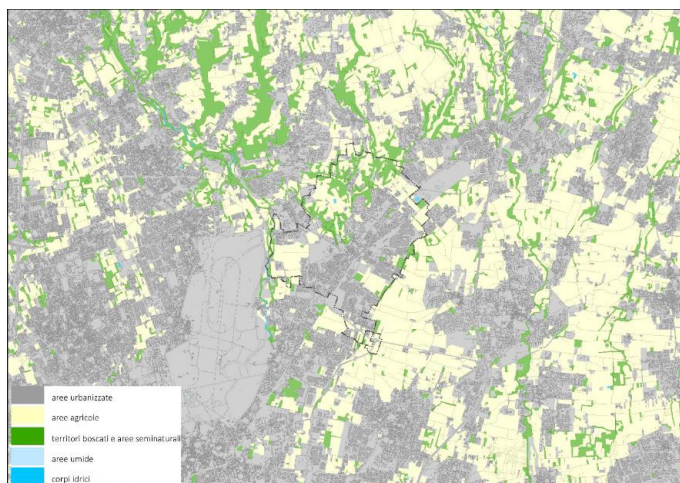 aree urbanizzate
aree agricole
territori boscati e aree seminaturali
aree umide
corpi idrici